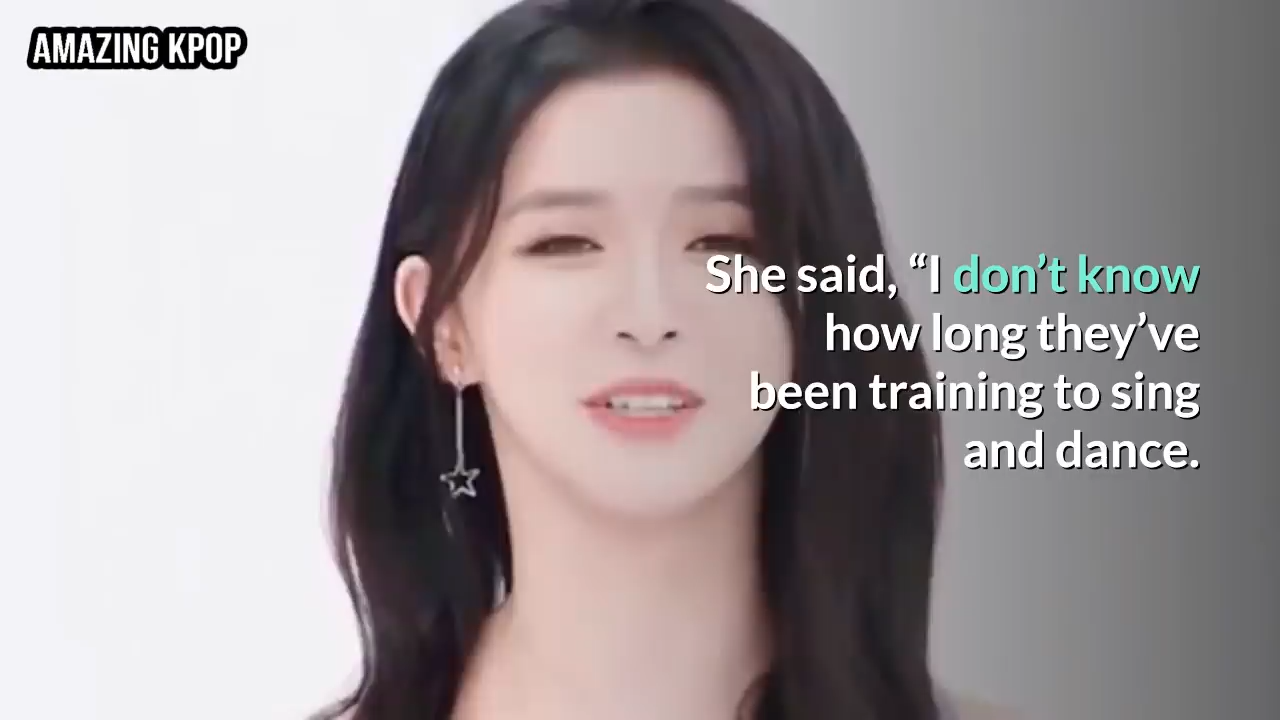 AMAZING KPOP
She said, “I don’t know
how long they’ve
been training to sing
and dance.